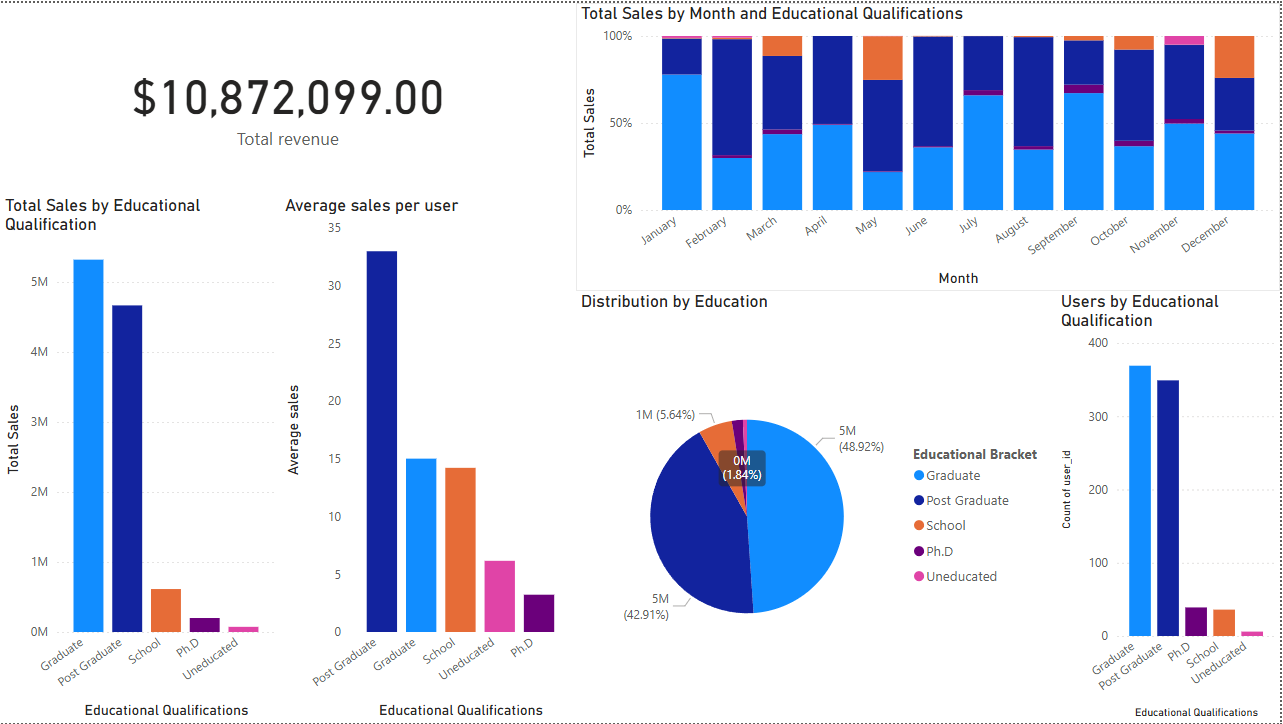 $10,872,099.00
Total revenue
Total Sales by Month and Educational Qualifications
Total Sales
100%
50%
0%
January
February
March
April
May
June
July
August
September
October
November
December
Month
Total Sales by Educational
Qualification
Total Sales
5M
4M
3M
2M
1M
0M
Graduate
Post Graduate
School
Ph.D
Uneducated
Educational Qualifications
Average sales per user
Average sales
35
30
25
20
15
10
5
0
Post Graduate
Graduate
School
Uneducated
Ph.D
Educational Qualifications
Distribution by Education
1M (5.64%)
0M
(1.84%)
5M
(48.92%)
5M
(42.91%)
Educational Bracket
Graduate
Post Graduate
School
Ph.D
Uneducated
Users by Educational
Qualification
Count of user_id
400
300
200
100
0
Graduate
Post Graduate
Ph.D
School
Uneducated
Educational Qualifications